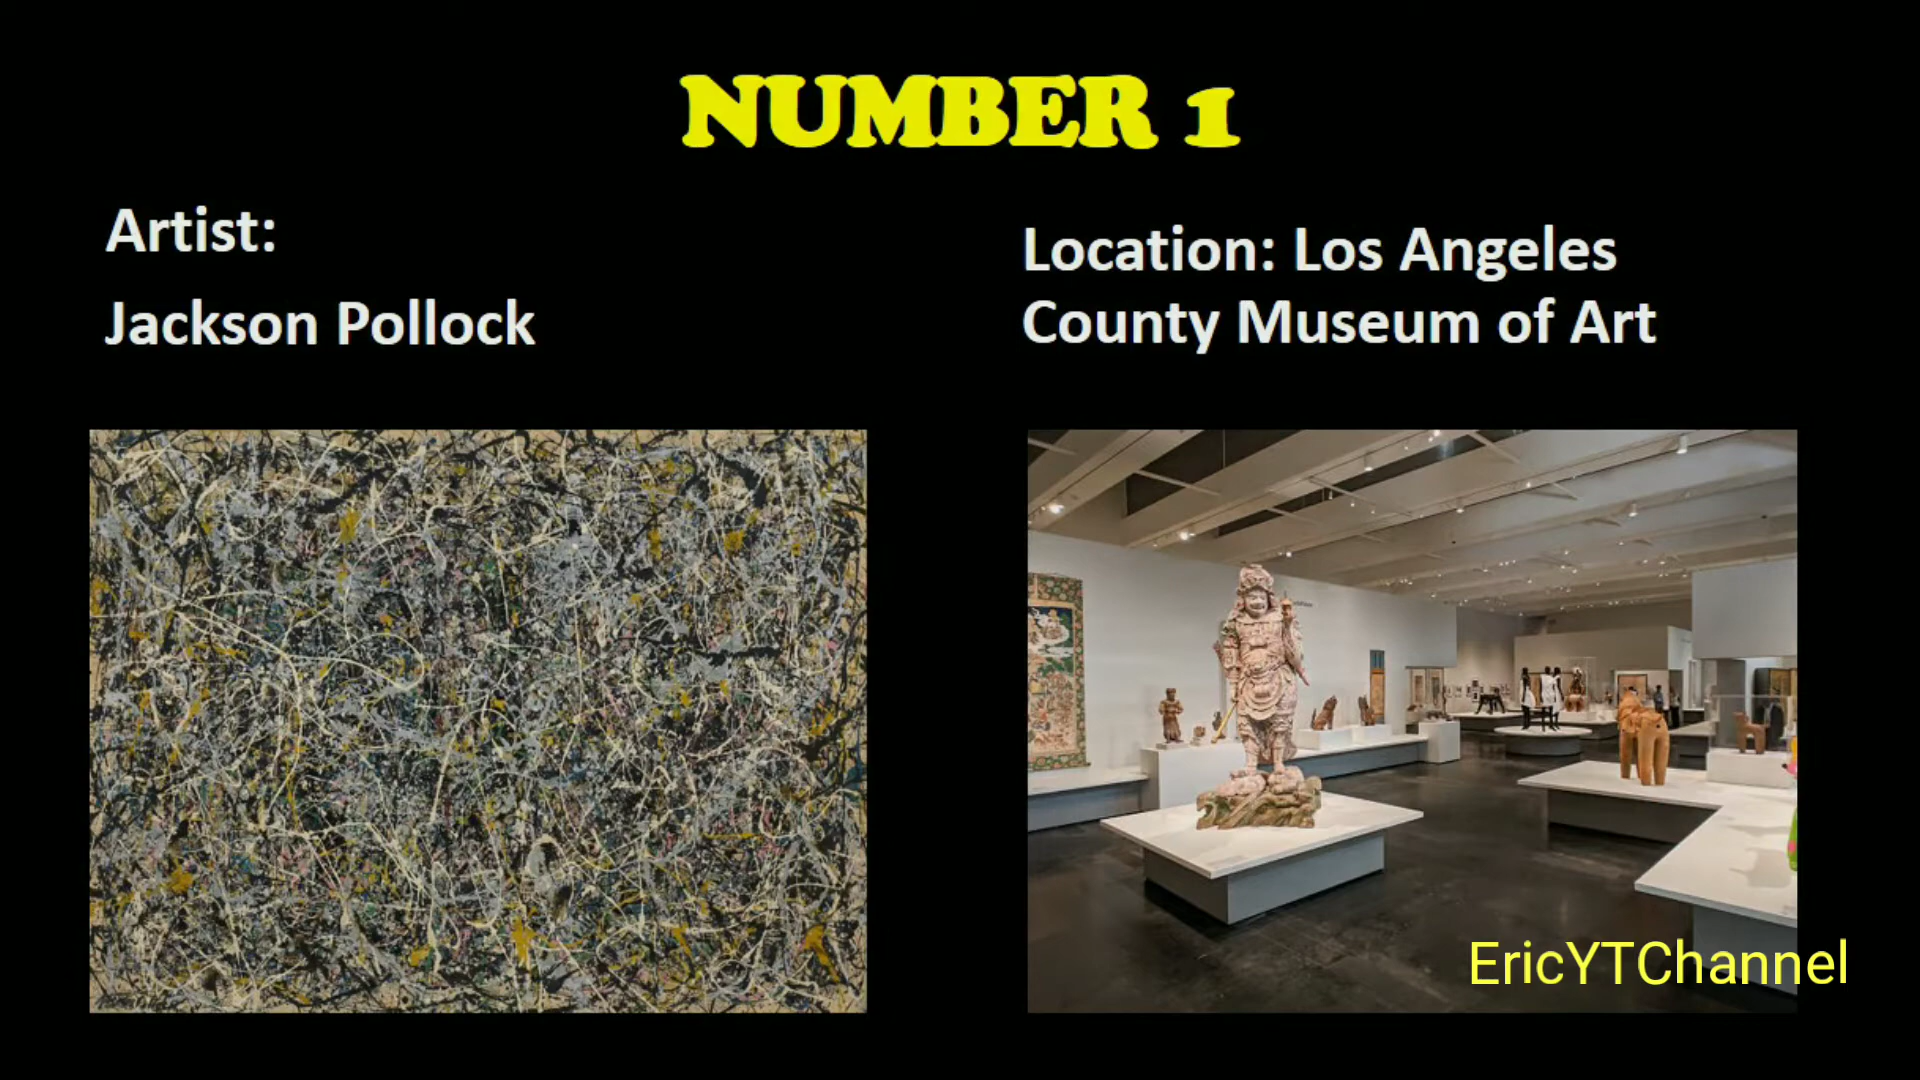 NUMBER 1
Artist:
Jackson Pollock
Location: Los Angeles
County Museum of Art
EricYTChannel